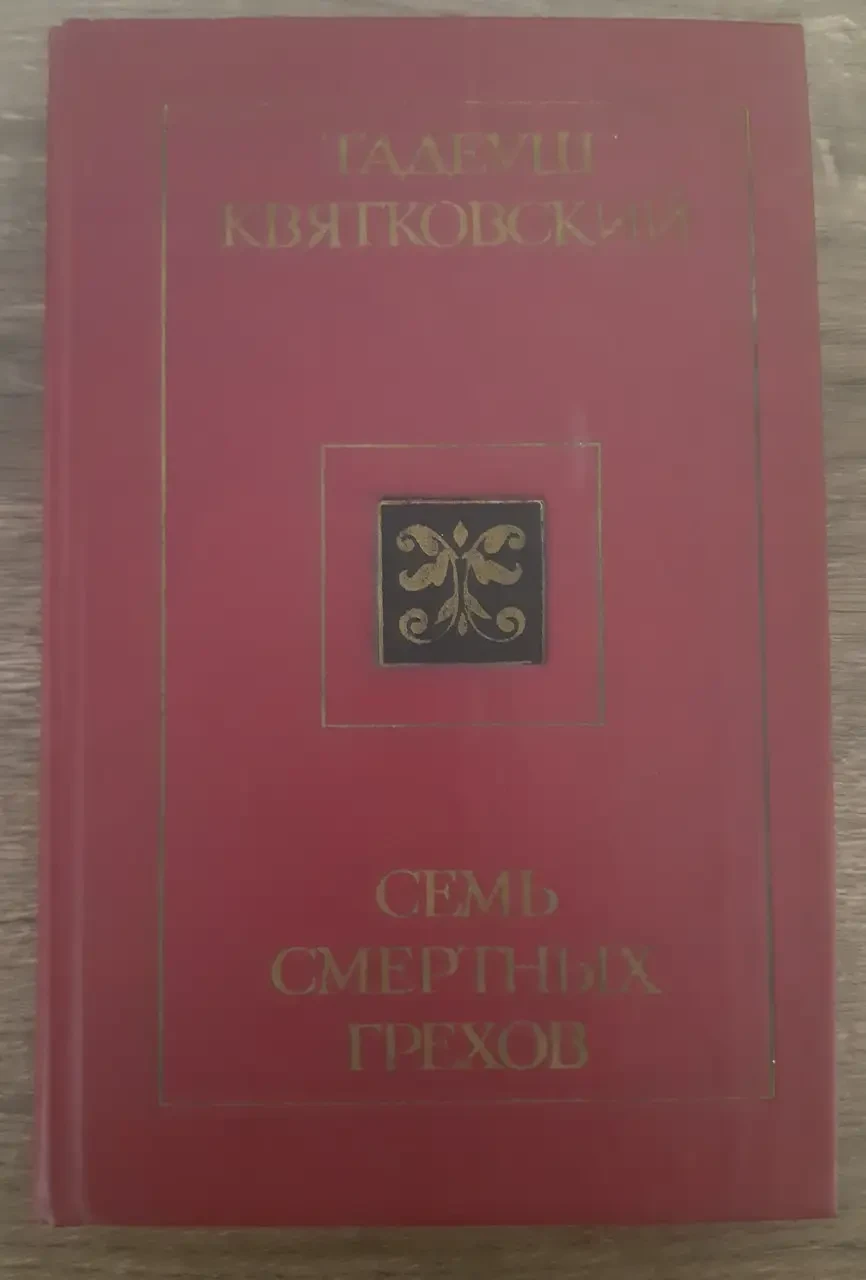 ТАДЕУШ
КВЯТКОВСКИЙ
СЕМЬ
СМЕРТНЫХ
ГРЕХОВ